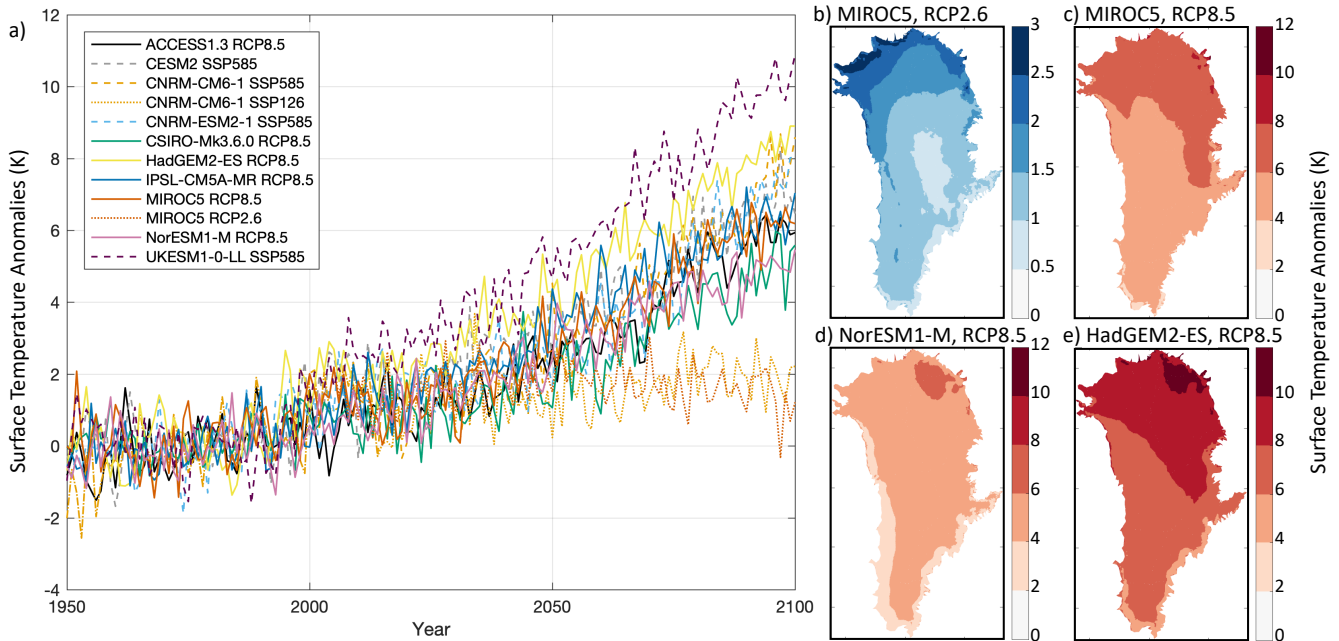 a)
Surface Temperature Anomalies (K)
12
10
8
6
4
2
0
-2
-4
1950
2000
2050
2100
Year
ACCESS1.3 RCP8.5
CESM2 SSP585
CNRM-CM6-1 SSP585
CNRM-CM6-1 SSP126
CNRM-ESM2-1 SSP585
CSIRO-Mk3.6.0 RCP8.5
HadGEM2-ES RCP8.5
IPSL-CM5A-MR RCP8.5
MIROC5 RCP8.5
MIROC5 RCP2.6
NorESM1-M RCP8.5
UKESM1-0-LL SSP585
b) MIROC5, RCP2.6
3
2.5
2
1.5
1
0.5
0
c) MIROC5, RCP8.5
12
10
8
6
4
2
0
d) NorESM1-M, RCP8.5
12
10
8
6
4
2
0
e) HadGEM2-ES, RCP8.5
10
8
6
4
2
0
Surface Temperature Anomalies (K)